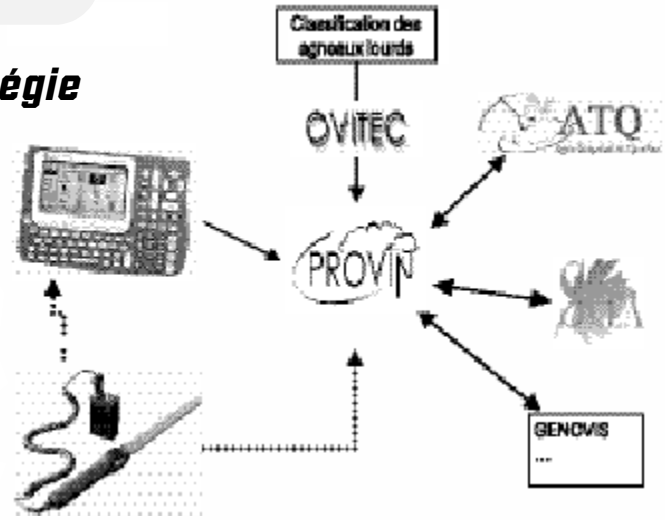 Classification des
agneaux lourds
égie
OVITEC
ATQ
PROVIN
GENOVIS
...